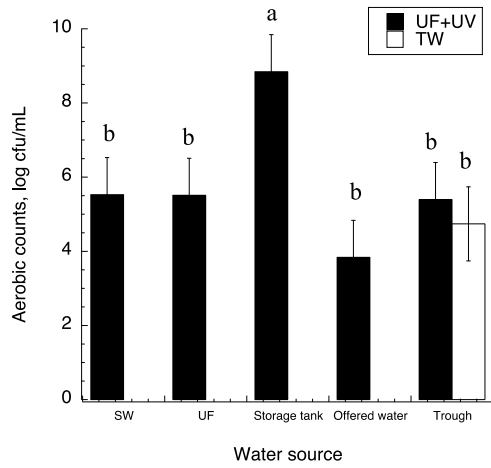 UF+UV
TW
a
b b b b b
10
8
6
4
2
0
Aerobic counts, log cfu/mL
SW UF Storage tank Offered water Trough
Water source